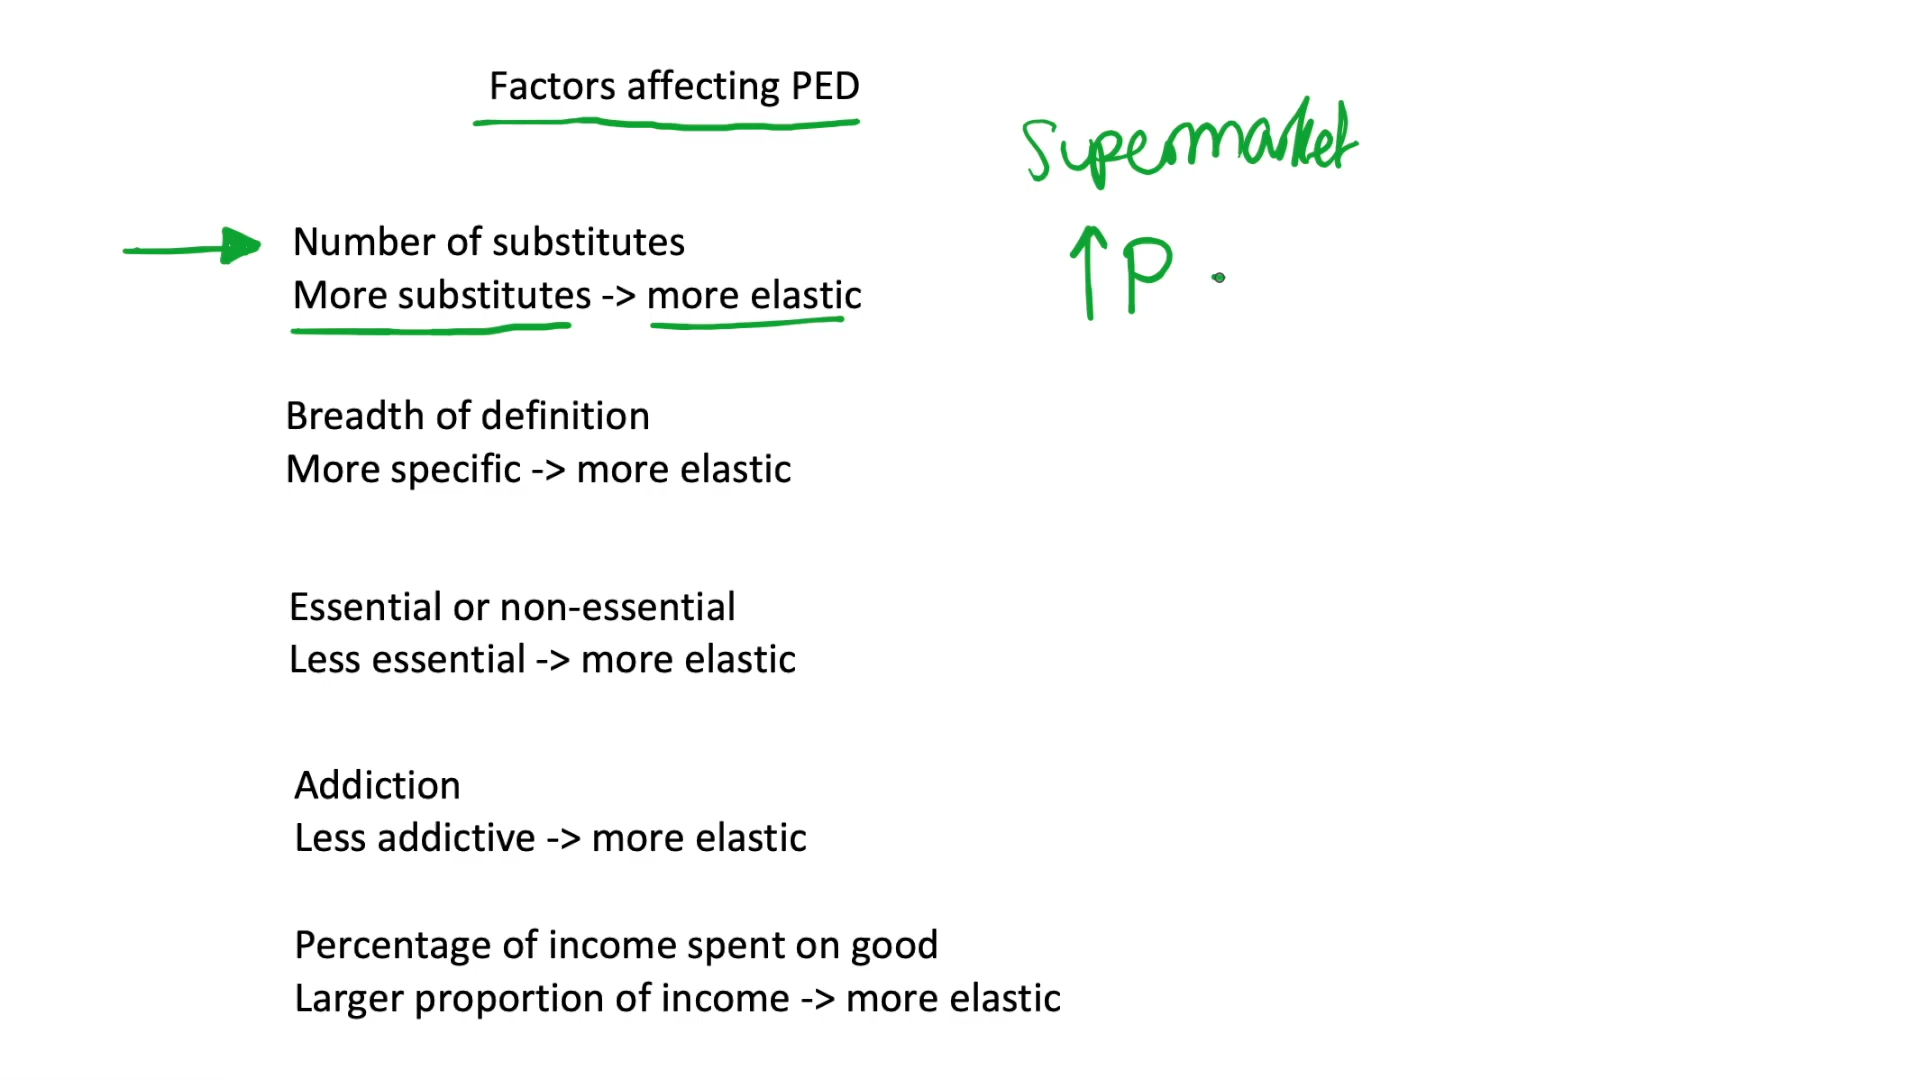 Factors affecting PED
Supermarket
↑P
Number of substitutes
More substitutes -> more elastic
Breadth of definition
More specific -> more elastic
Essential or non-essential
Less essential -> more elastic
Addiction
Less addictive -> more elastic
Percentage of income spent on good
Larger proportion of income -> more elastic